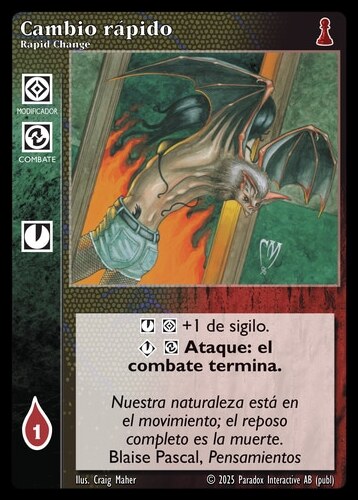 Cambio rápido
Rapid Change
MODIFICADOR
COMBATE
+1 de sigilo.
Ataque: el
combate termina.
Nuestra naturaleza está en
el movimiento; el reposo
completo es la muerte.
Blaise Pascal, Pensamientos
1
CM
Ilus. Craig Maher
© 2025 Paradox Interactive AB (publ)